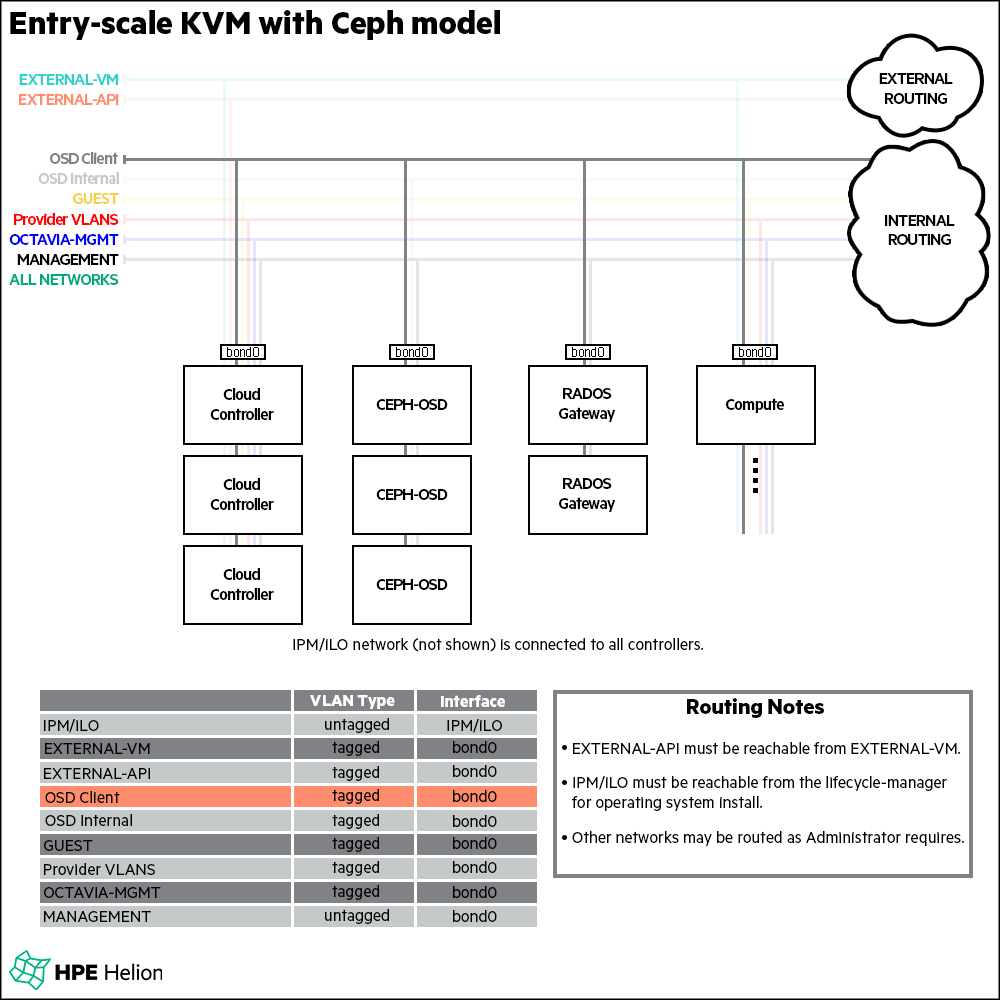 Entry-scale KVM with Ceph model
EXTERNAL-VM
EXTERNAL-API
EXTERNAL
ROUTING
OSD Client
OSD Internal
GUEST
Provider VLANS
OCTAVIA-MGMT
MANAGEMENT
ALL NETWORKS
INTERNAL
ROUTING
bond0 bond0 bond0 bond0
Cloud
Controller
CEPH-OSD
RADOS
Gateway
Compute
Cloud
Controller
CEPH-OSD
RADOS
Gateway
Cloud
Controller
CEPH-OSD
IPM/ILO network (not shown) is connected to all controllers.
VLAN Type Interface
IPM/ILO untagged IPM/ILO
EXTERNAL-VM tagged bond0
EXTERNAL-API tagged bond0
OSD Client tagged bond0
OSD Internal tagged bond0
GUEST tagged bond0
Provider VLANS tagged bond0
OCTAVIA-MGMT tagged bond0
MANAGEMENT untagged bond0
Routing Notes
• EXTERNAL-API must be reachable from EXTERNAL-VM.
• IPM/ILO must be reachable from the lifecycle-manager
for operating system install.
• Other networks may be routed as Administrator requires.
HPE Helion